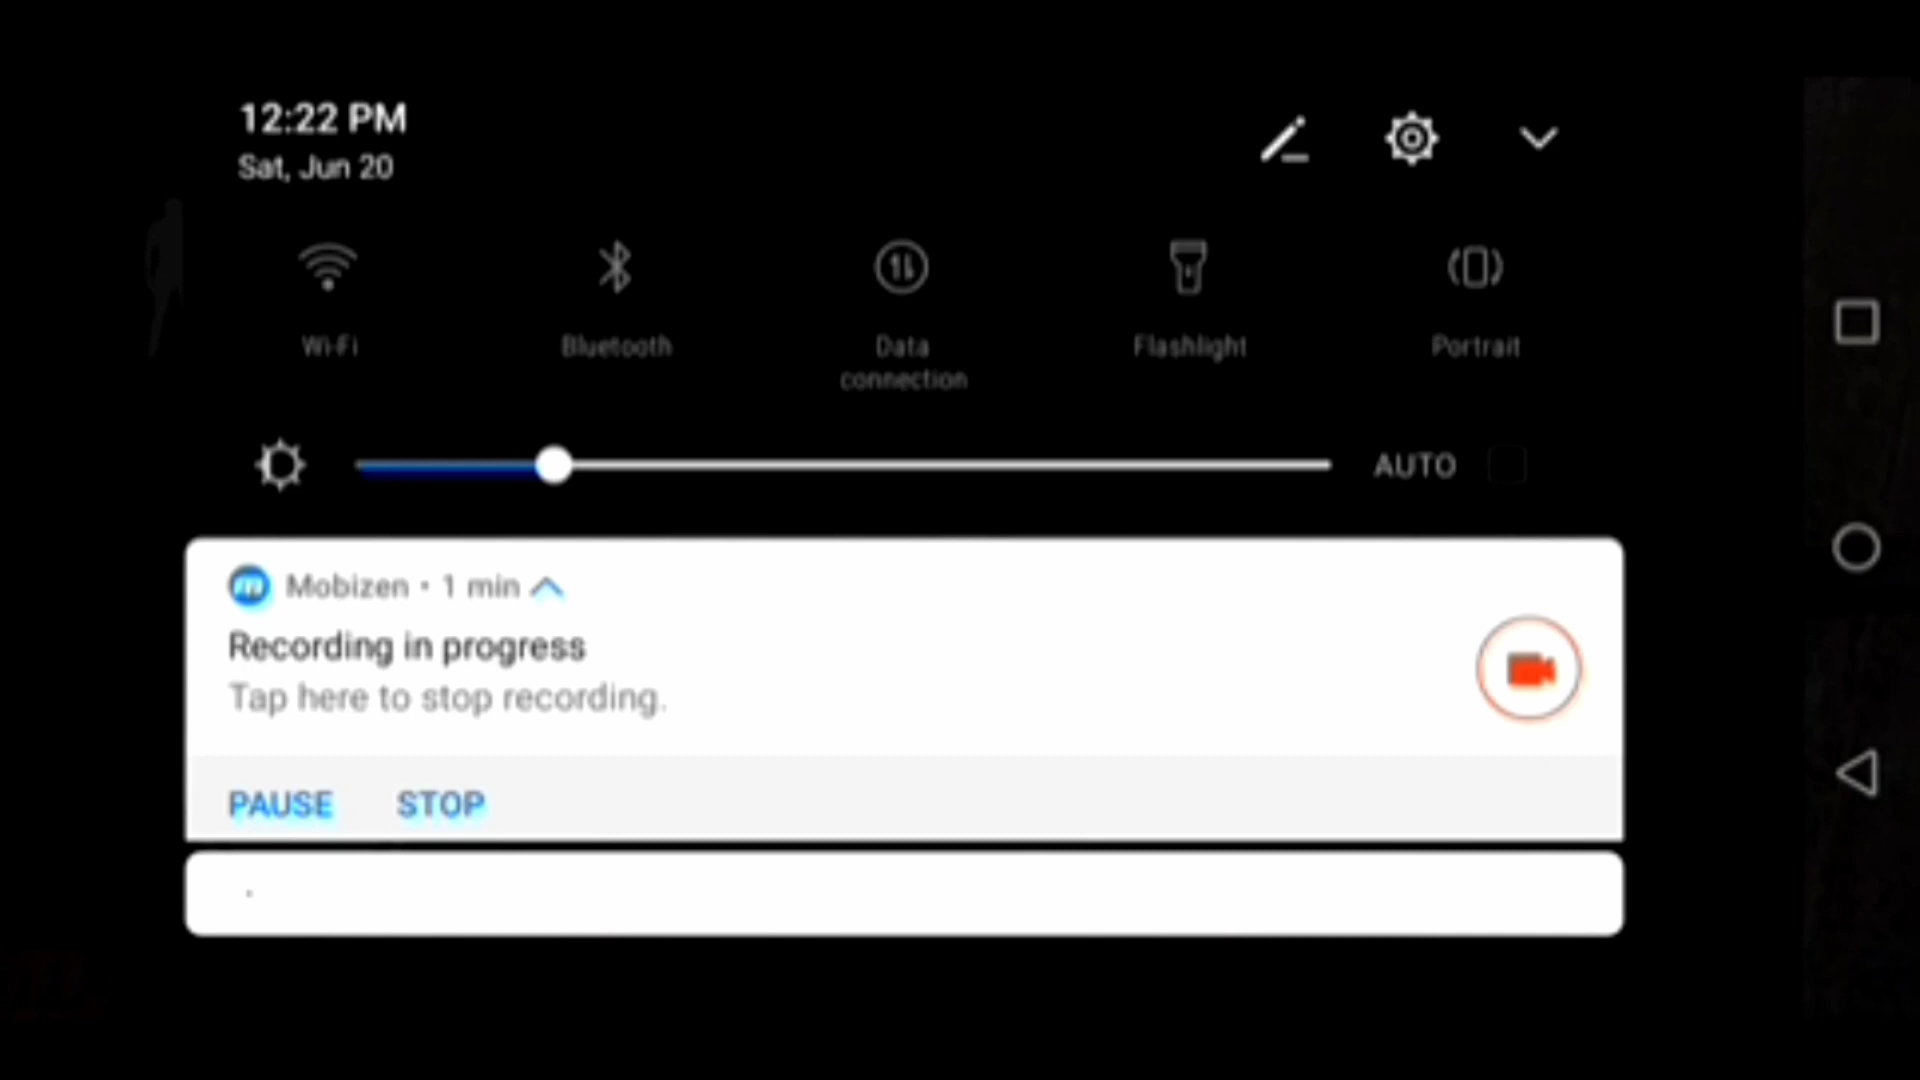 12:22 PM
Sat, Jun 20
Wi-Fi
Bluetooth
Data
connection
Flashlight
Portrait
AUTO
m Mobizen • 1 min
Recording in progress
Tap here to stop recording.
PAUSE STOP